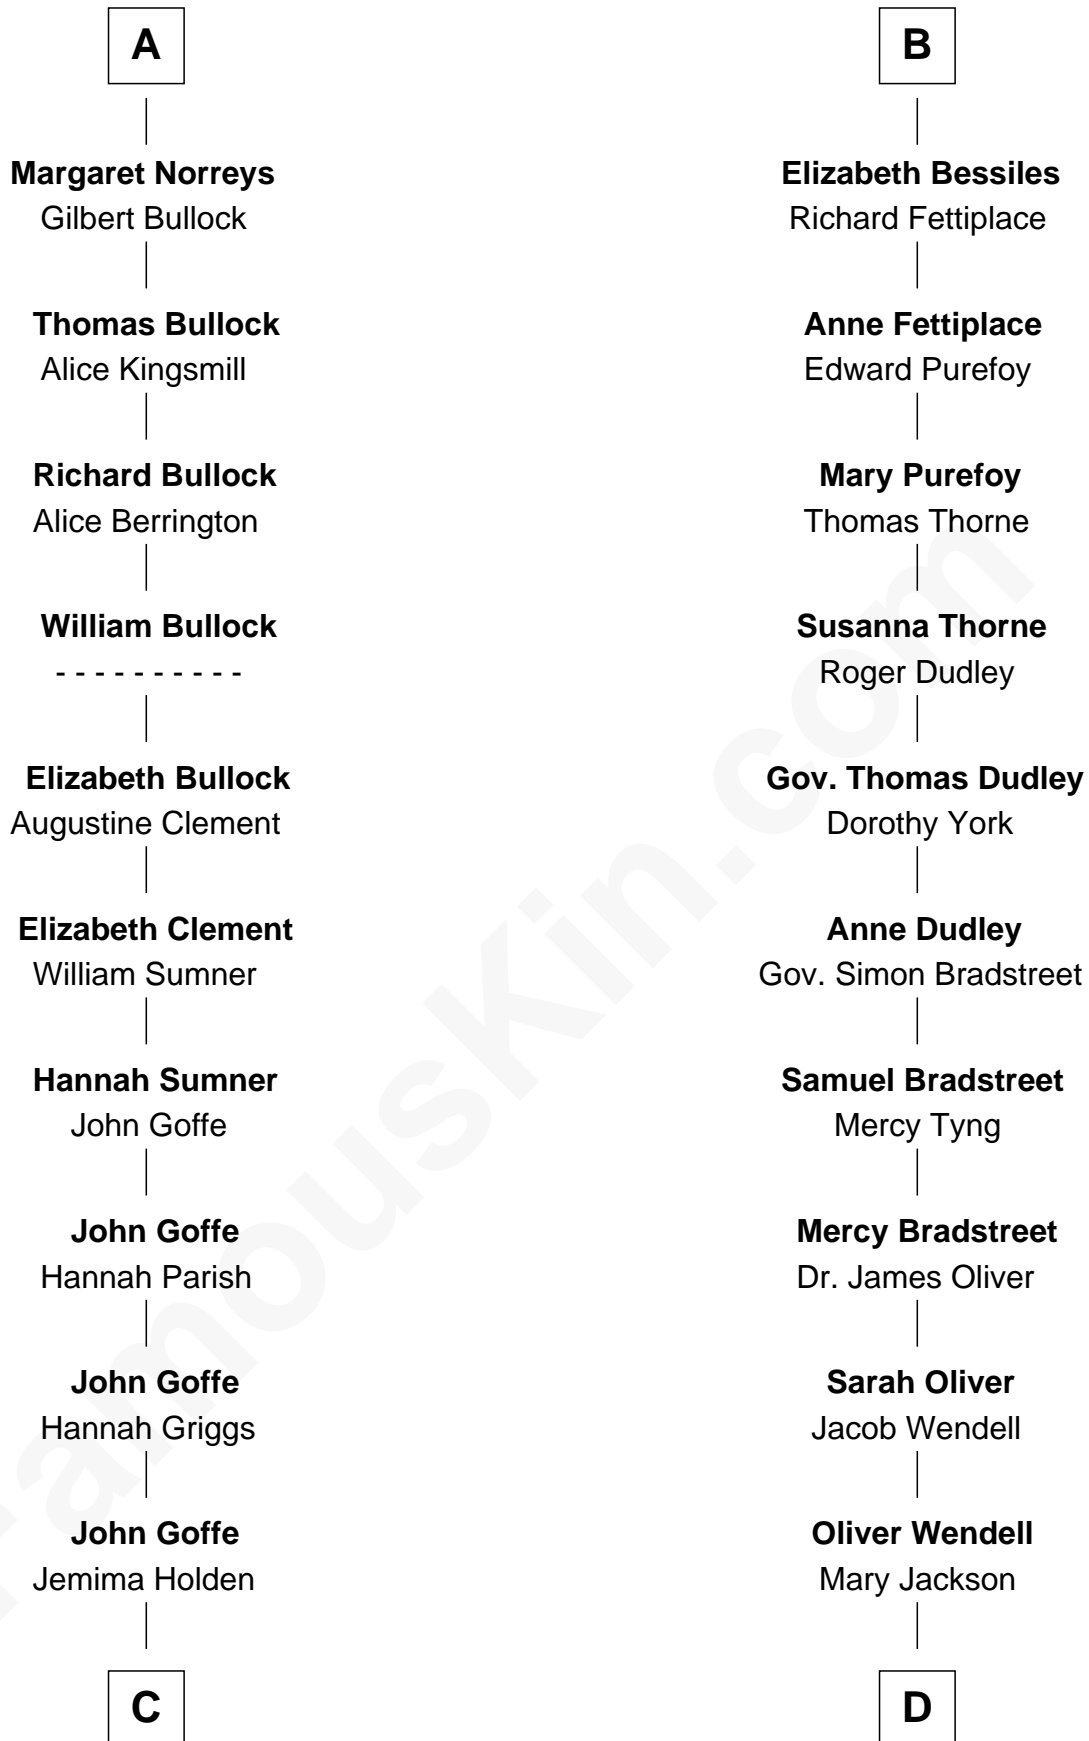 A
Margaret Norreys
Gilbert Bullock
Thomas Bullock
Alice Kingsmill
Richard Bullock
Alice Berrington
William Bullock
- - - - - - - - - -
Elizabeth Bullock
Augustine Clement
Elizabeth Clement
William Sumner
Hannah Sumner
John Goffe
John Goffe
Hannah Parish
John Goffe
Hannah Griggs
John Goffe
Jemima Holden
C
B
Elizabeth Bessiles
Richard Fettiplace
Anne Fettiplace
Edward Purefoy
Mary Purefoy
Thomas Thorne
Susanna Thorne
Roger Dudley
Gov. Thomas Dudley
Dorothy York
Anne Dudley
Gov. Simon Bradstreet
Samuel Bradstreet
Mercy Tyng
Mercy Bradstreet
Dr. James Oliver
Sarah Oliver
Jacob Wendell
Oliver Wendell
Mary Jackson
D
FamousKin.com